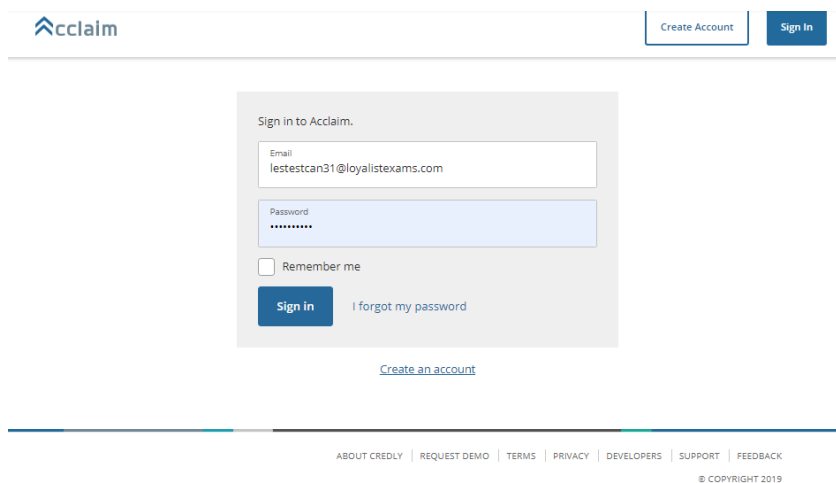 Acclaim
Create Account
Sign In
Sign in to Acclaim.
Email
lestestcan31@loyalistexams.com
Password
••••••••••
Remember me
Sign in
I forgot my password
Create an account
ABOUT CREDLY | REQUEST DEMO | TERMS | PRIVACY | DEVELOPERS | SUPPORT | FEEDBACK
© COPYRIGHT 2019